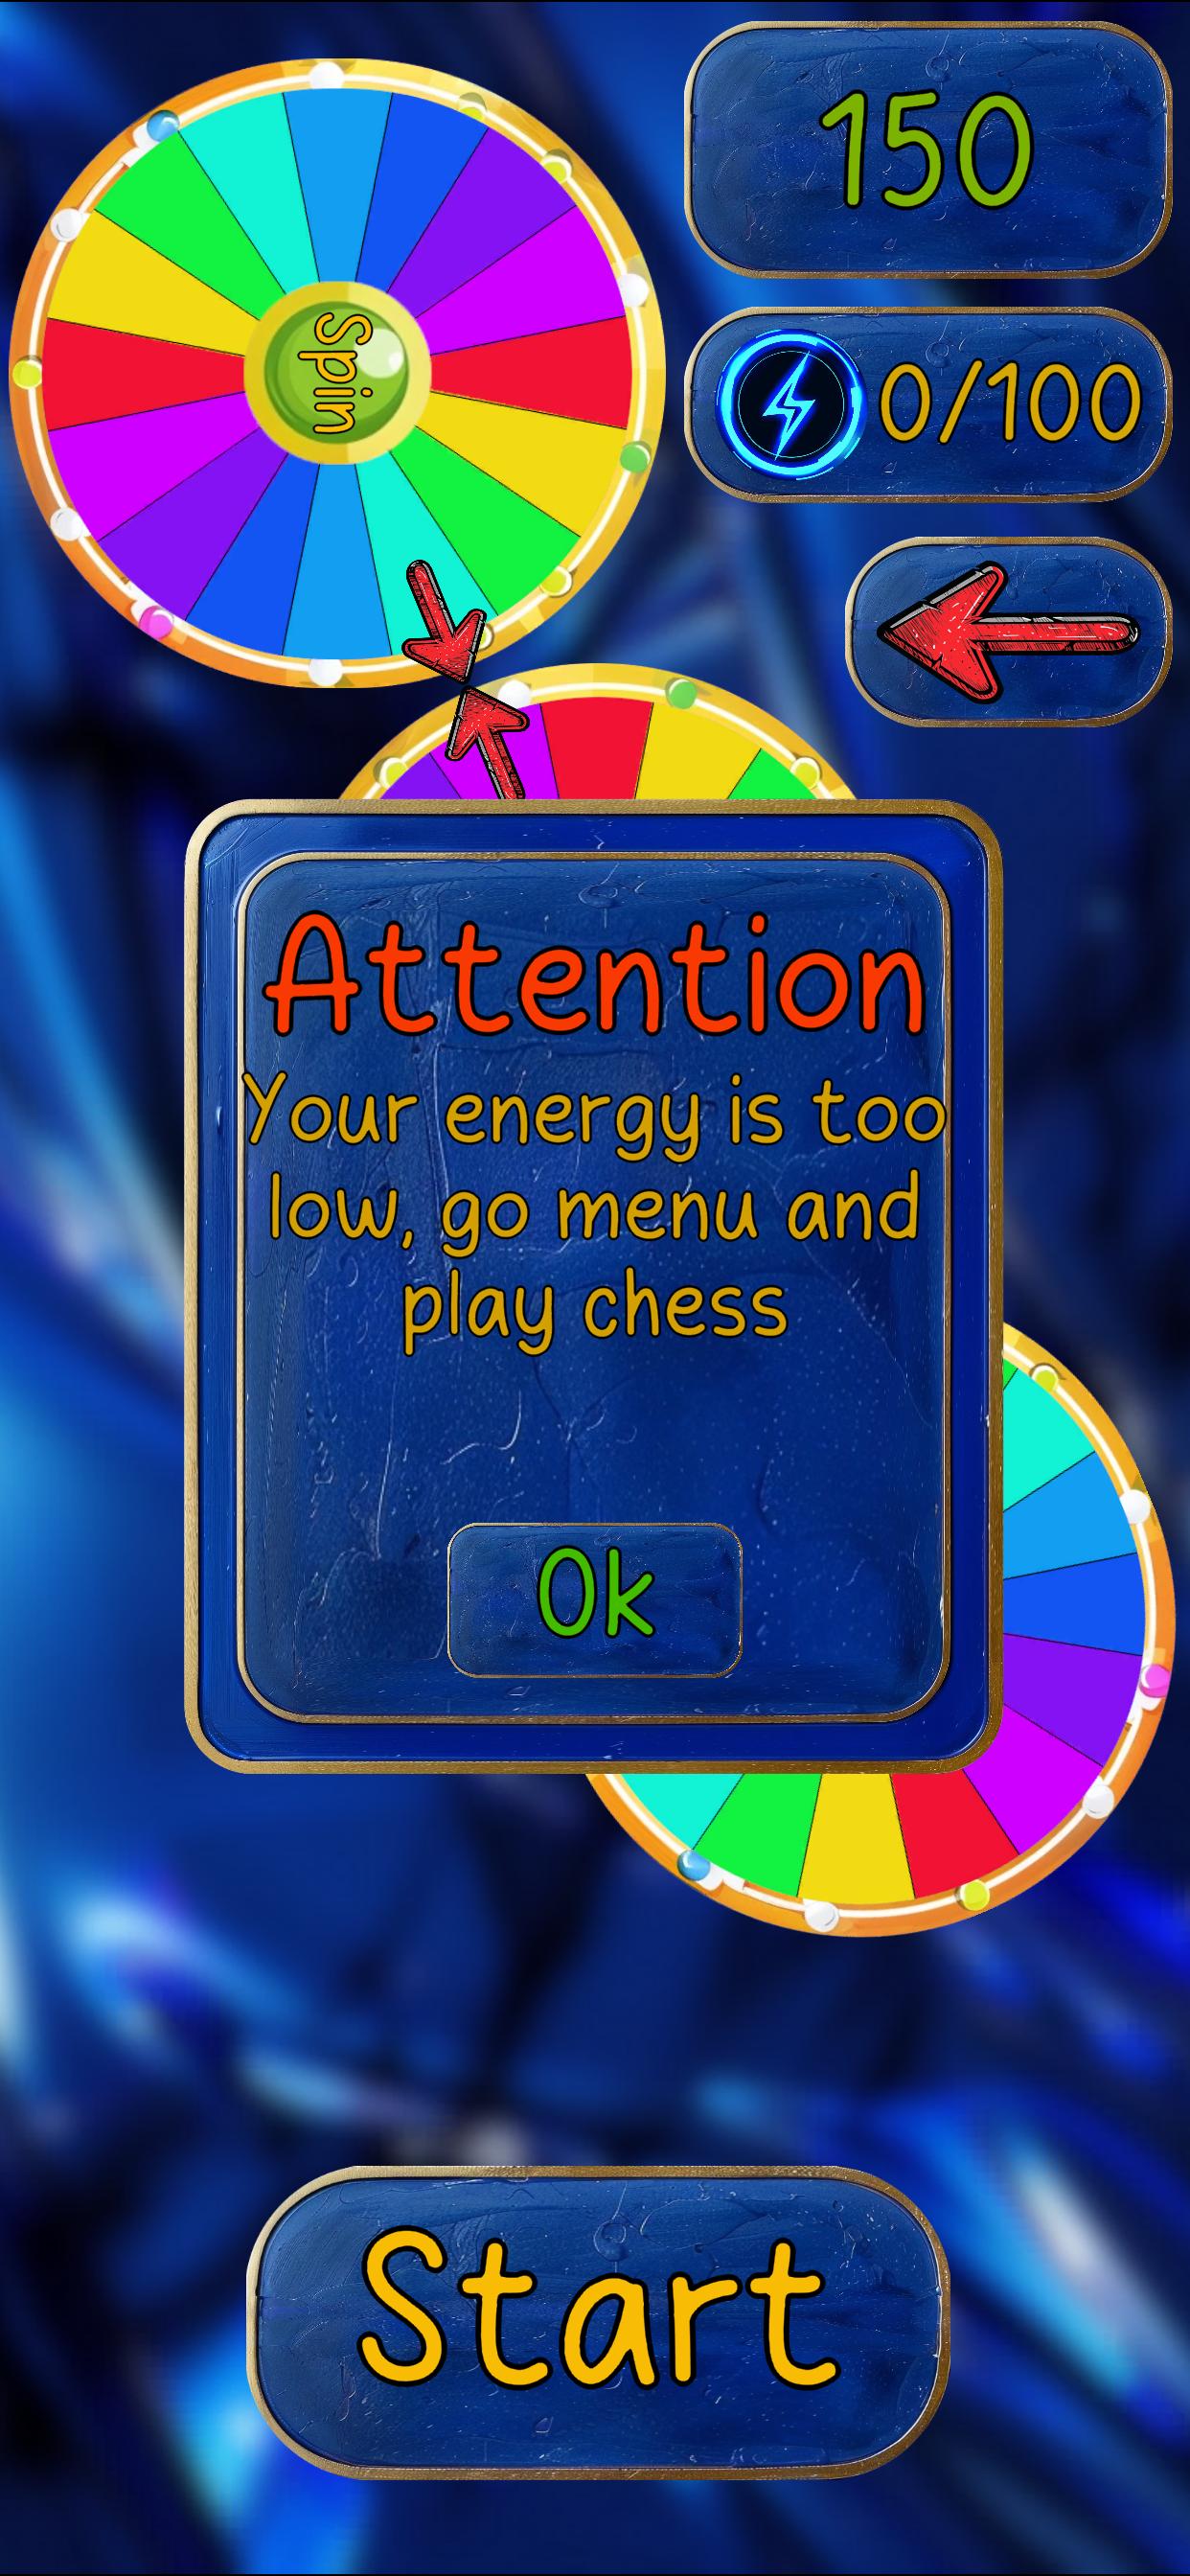 150
Spin
0/100
Attention
Your energy is too
low, go menu and
play chess
Ok
Start